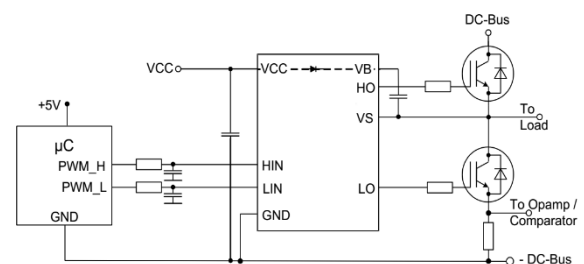 DC-Bus
VCC
VCC
VB
HO
+5V
To
Load
VS
µC
PWM_H
HIN
PWM_L
LIN
LO
To Opamp /
Comparator
GND
GND
- DC-Bus